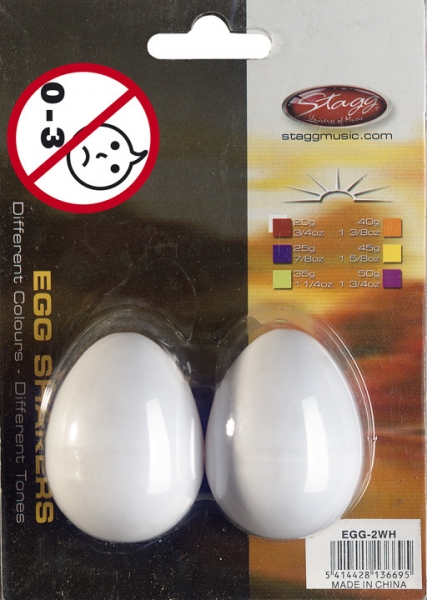 0-3
Stagg
staggmusic.com
20g 40g
3/4oz 1 3/8oz
25g 45g
7/8oz 1 5/8oz
35g 50g
1 1/4oz 1 3/4oz
EGG SHAKERS
Different Colours - Different Tones
EGG-2WH
5 414428 136695
MADE IN CHINA